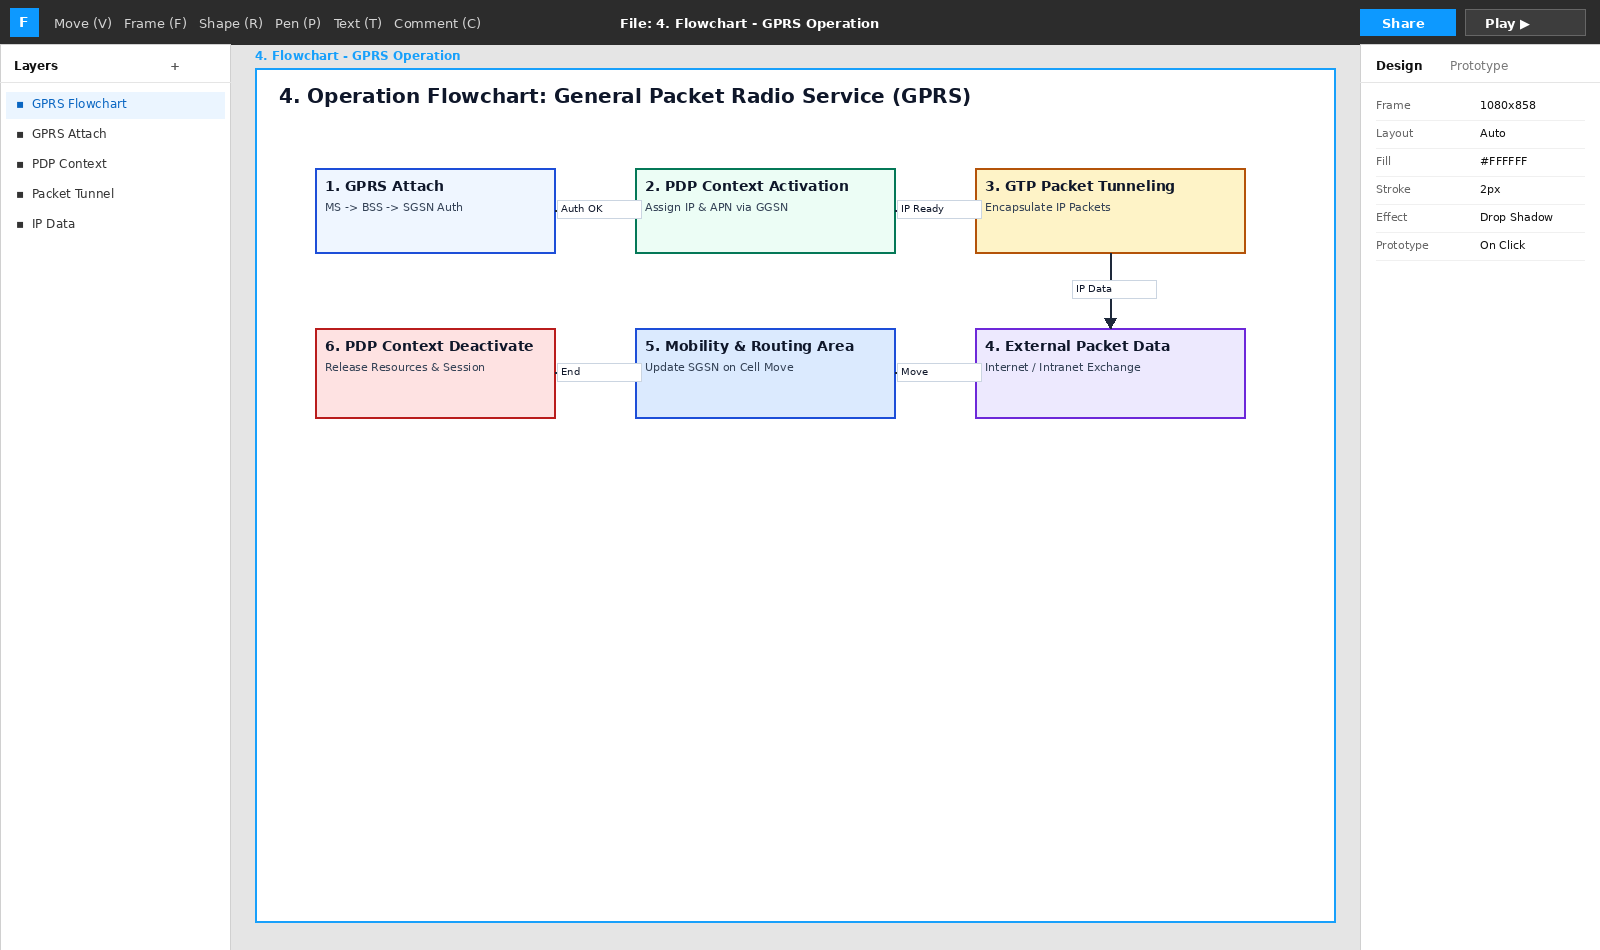 F Move (V) Frame (F) Shape (R) Pen (P) Text (T) Comment (C) File: 4. Flowchart - GPRS Operation Share Play ▶
Layers +
GPRS Flowchart
GPRS Attach
PDP Context
Packet Tunnel
IP Data
4. Flowchart - GPRS Operation
4. Operation Flowchart: General Packet Radio Service (GPRS)
1. GPRS Attach
MS -> BSS -> SGSN Auth
Auth OK
2. PDP Context Activation
Assign IP & APN via GGSN
IP Ready
3. GTP Packet Tunneling
Encapsulate IP Packets
IP Data
6. PDP Context Deactivate
Release Resources & Session
End
5. Mobility & Routing Area
Update SGSN on Cell Move
Move
4. External Packet Data
Internet / Intranet Exchange
Design Prototype
Frame 1080x858
Layout Auto
Fill #FFFFFF
Stroke 2px
Effect Drop Shadow
Prototype On Click